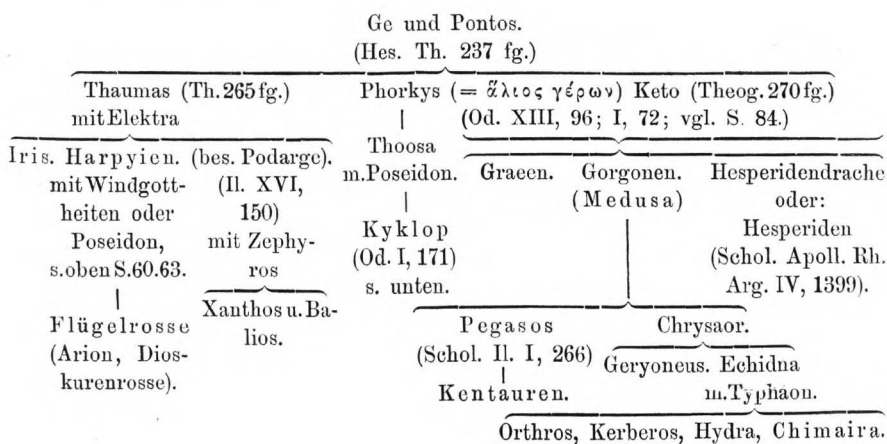 Ge und Pontos.
(Hes. Th. 237 fg.)
Thaumas (Th. 265 fg.) Phorkys (= ἅλιος γέρων) Keto (Theog. 270 fg.)
mit Elektra (Od. XIII, 96; I, 72; vgl. S. 84.)
Iris. Harpyien. (bes. Podarge).
mit Windgott-
heiten oder
Poseidon,
s. oben S. 60. 63.
Flügelrosse
(Arion, Dios-
kurenrosse).
(Il. XVI,
150)
mit Zephy-
ros
Xanthos u. Ba-
lios.
Thoosa
m. Poseidon.
Kyklop
(Od. I, 171)
s. unten.
Graeen. Gorgonen. Hesperidendrache
(Medusa) oder:
Hesperiden
(Schol. Apoll. Rh.
Arg. IV, 1399).
Pegasos Chrysaor.
(Schol. Il. I, 266) Geryoneus. Echidna
Kentauren. m. Typhaon.
Orthros, Kerberos, Hydra, Chimaira.